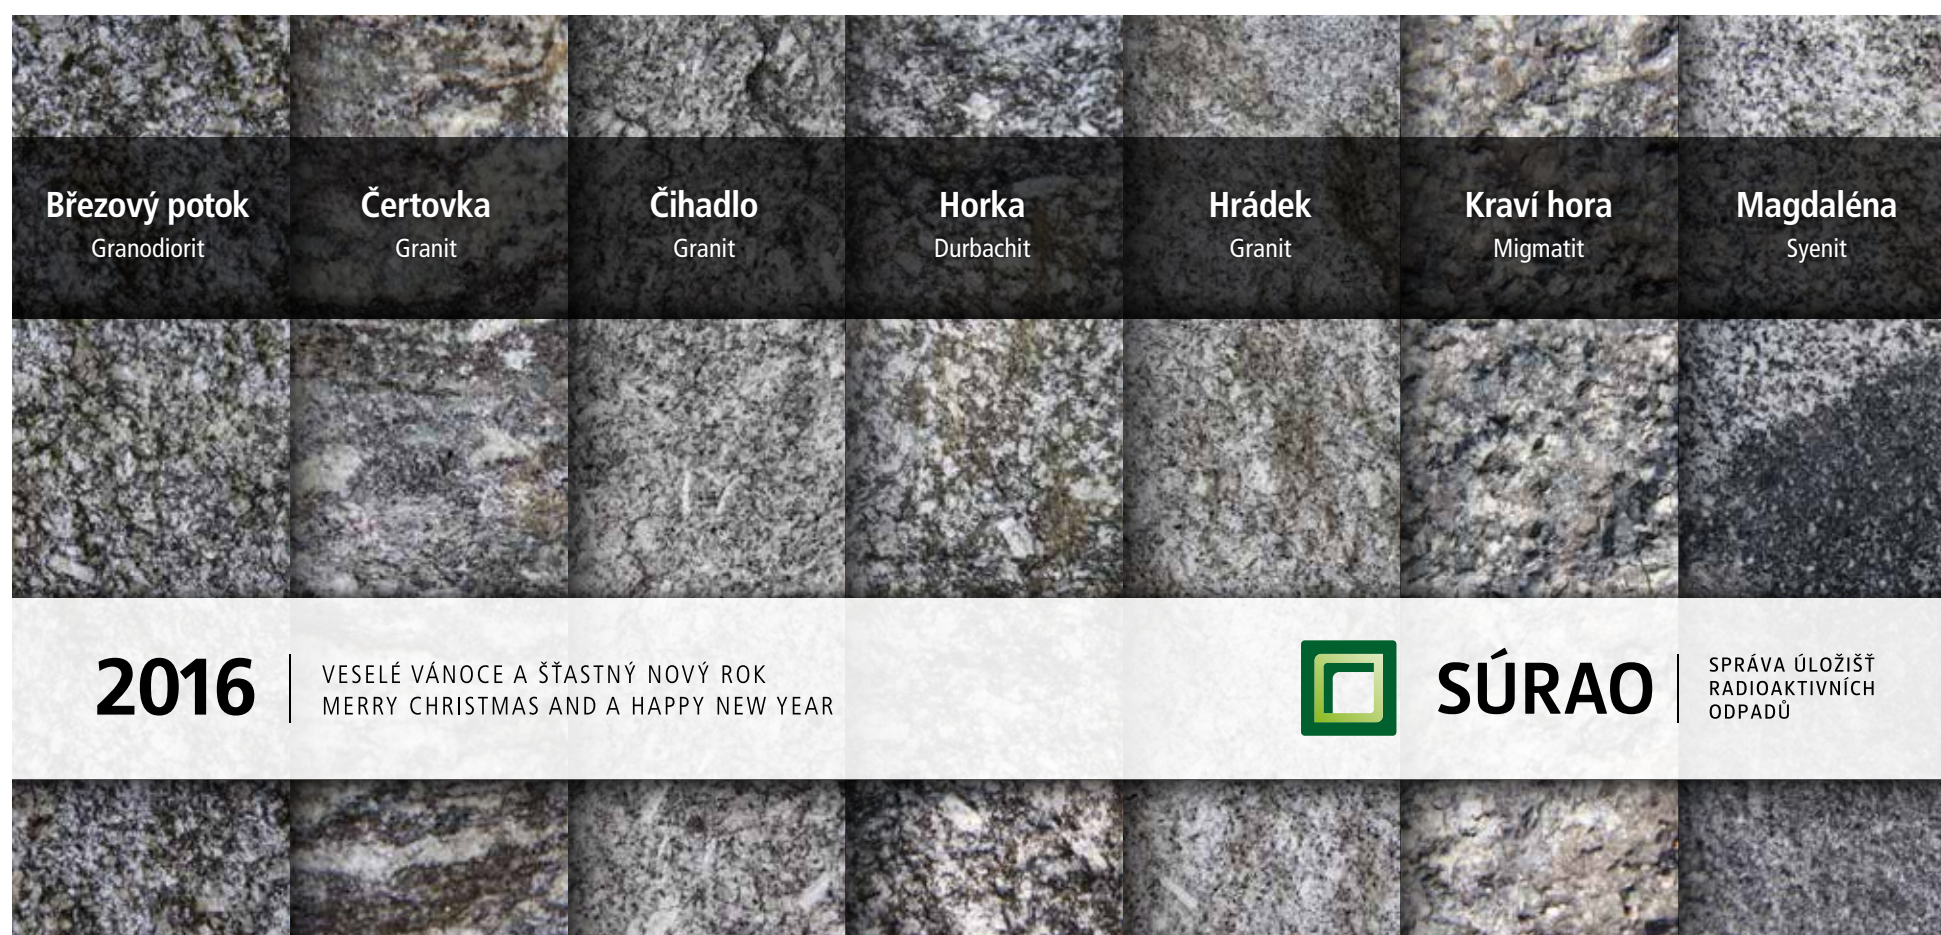 Březový potok
Granodiorit
Čertovka
Granit
Čihadlo
Granit
Horka
Durbachit
Hrádek
Granit
Kraví hora
Migmatit
Magdaléna
Syenit
2016
VESELÉ VÁNOCE A ŠŤASTNÝ NOVÝ ROK
MERRY CHRISTMAS AND A HAPPY NEW YEAR
SÚRAO
SPRÁVA ÚLOŽIŠŤ
RADIOAKTIVNÍCH
ODPADŮ